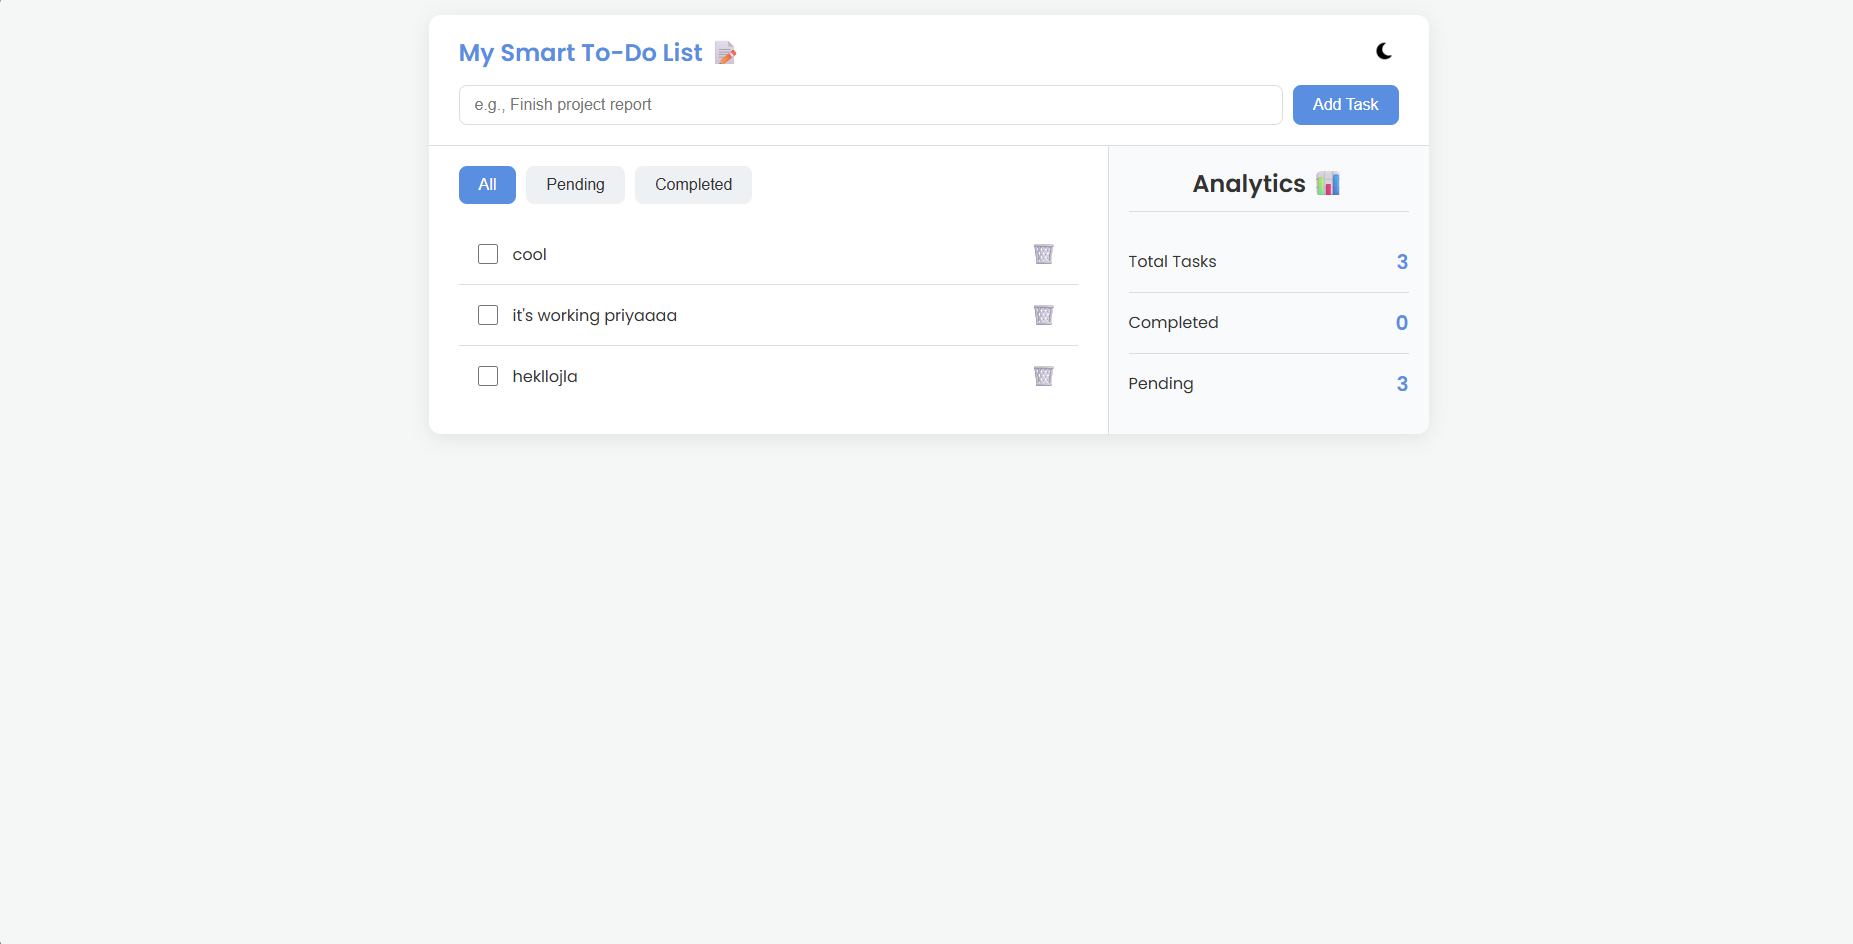 My Smart To-Do List
e.g., Finish project report
Add Task
All
Pending
Completed
cool
it's working priyaaaa
hekllojla
Analytics
Total Tasks 3
Completed 0
Pending 3